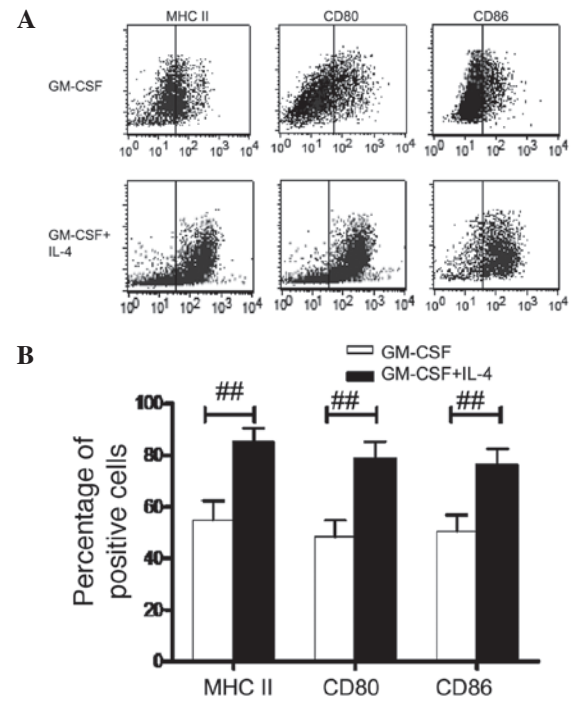 A
MHC II CD80 CD86
GM-CSF
10⁰ 10¹ 10² 10³ 10⁴ 10⁰ 10¹ 10² 10³ 10⁴ 10⁰ 10¹ 10² 10³ 10⁴
GM-CSF+
IL-4
10⁰ 10¹ 10² 10³ 10⁴ 10⁰ 10¹ 10² 10³ 10⁴ 10⁰ 10¹ 10² 10³ 10⁴
B
GM-CSF
GM-CSF+IL-4
## ## ##
Percentage of
positive cells
100
80
60
40
20
0
MHC II CD80 CD86